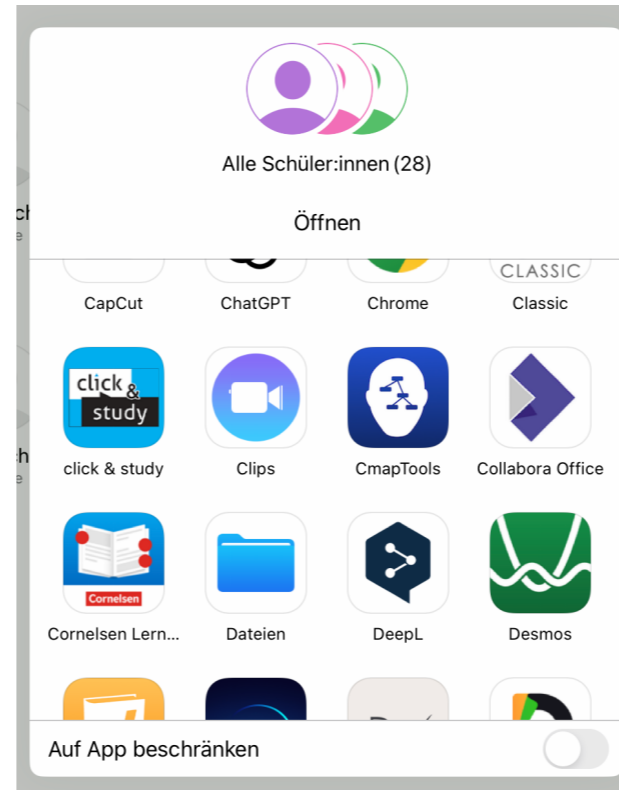 Alle Schüler:innen (28)
Öffnen
CLASSIC
CapCut
ChatGPT
Chrome
Classic
click &
study
click & study
Clips
CmapTools
Collabora Office
Cornelsen
Cornelsen Lern...
Dateien
DeepL
Desmos
Auf App beschränken